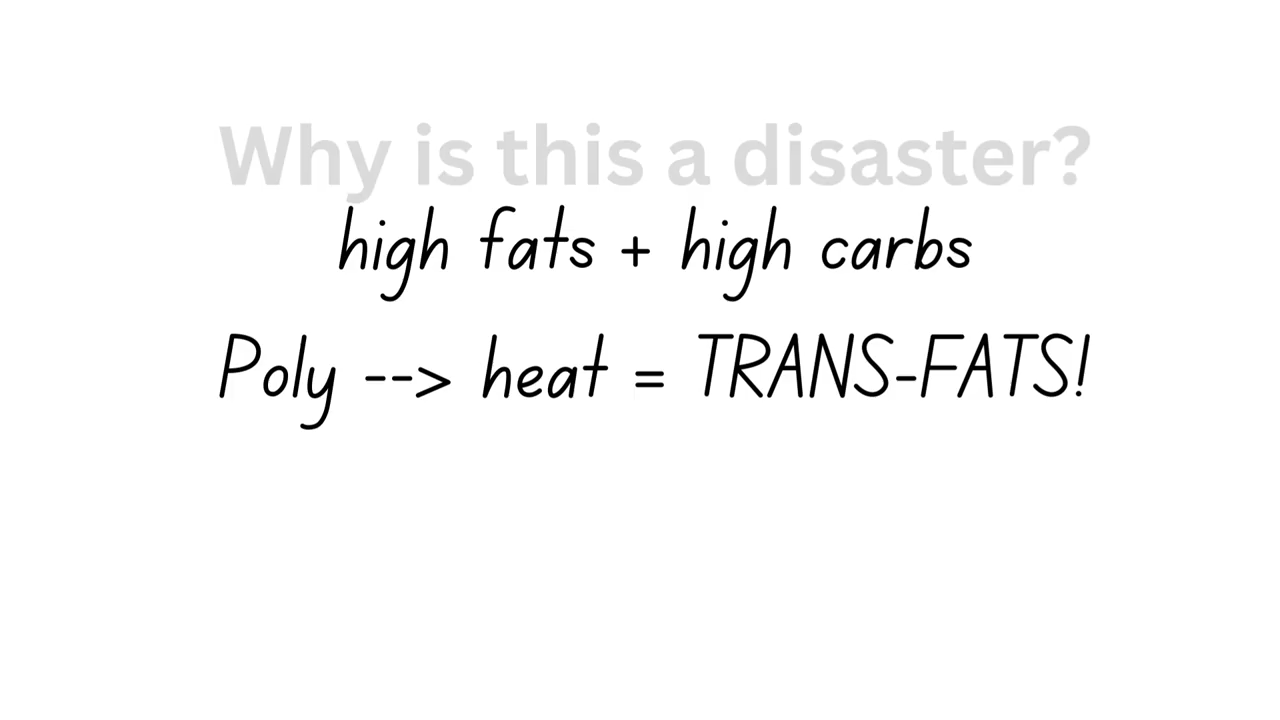 Why is this a disaster?
high fats + high carbs
Poly --> heat = TRANS-FATS!